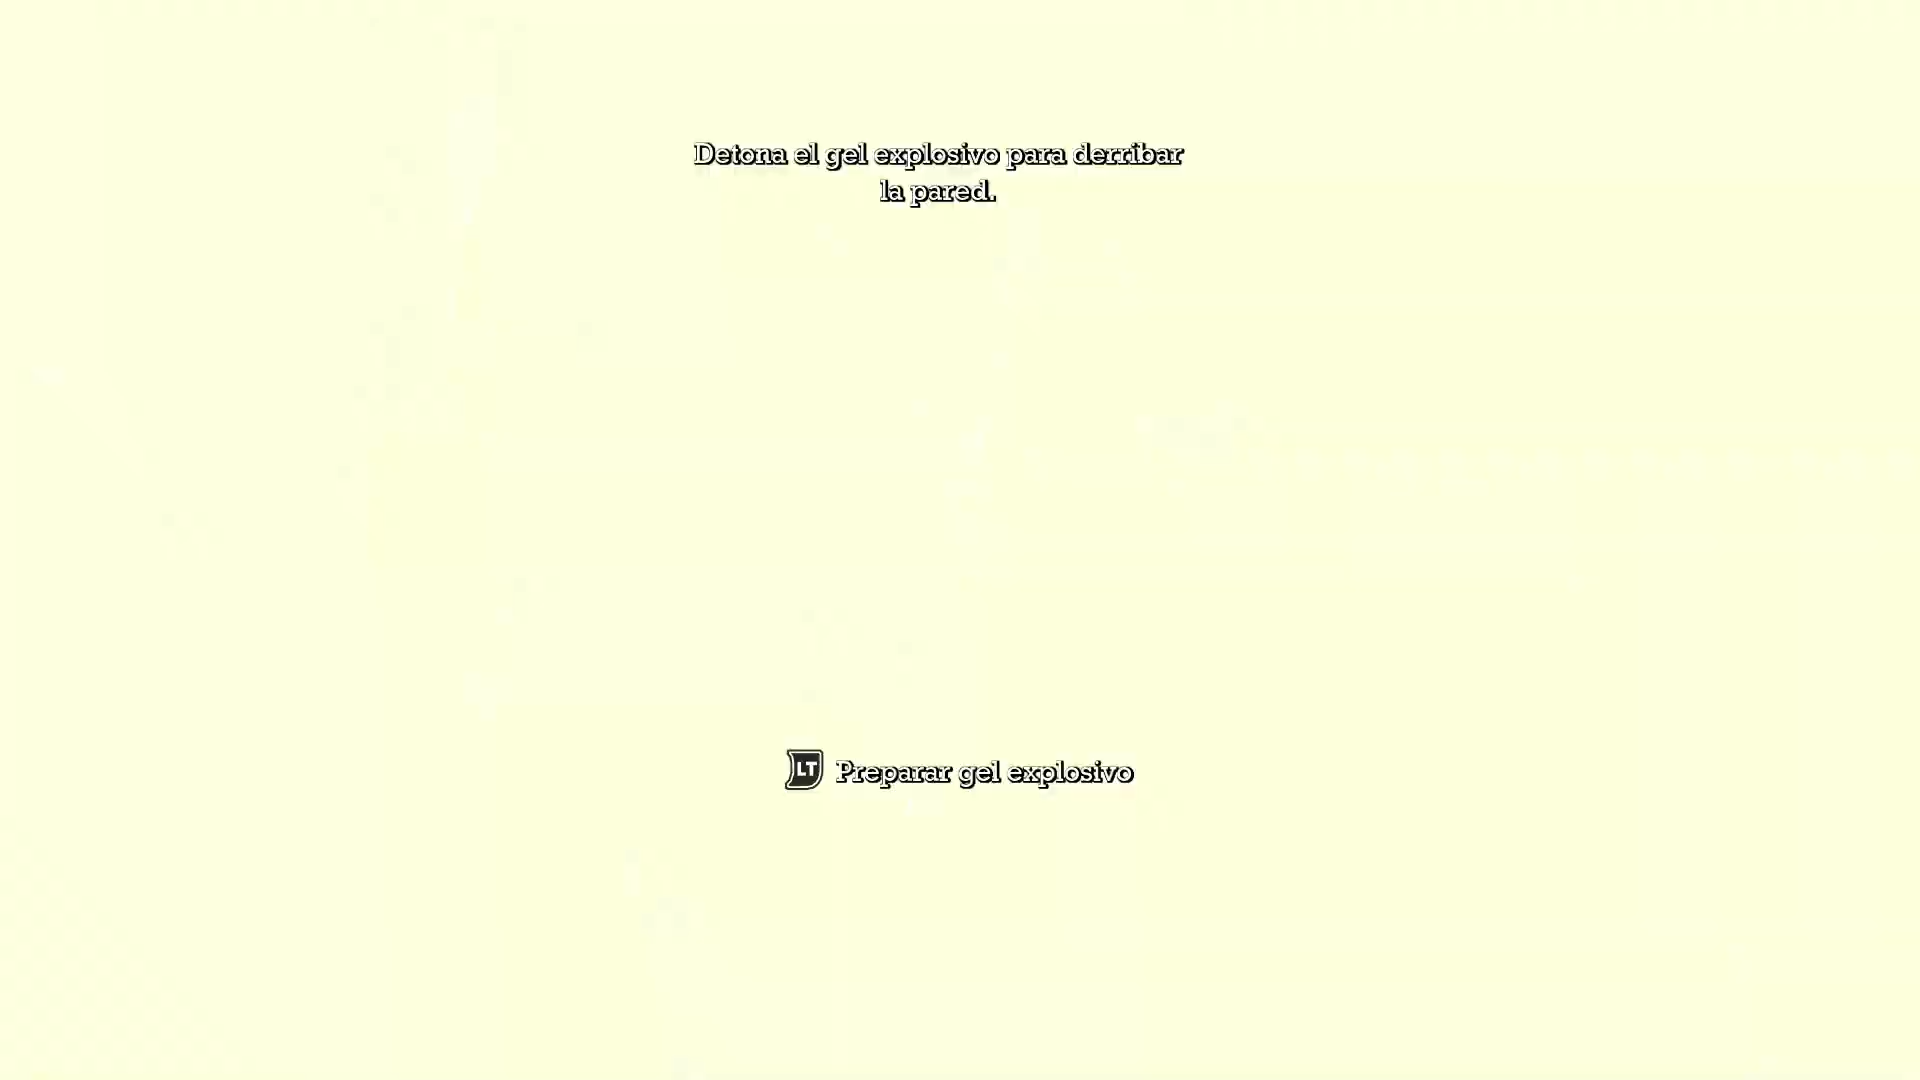 Detona el gel explosivo para derribar
la pared.
LT Preparar gel explosivo